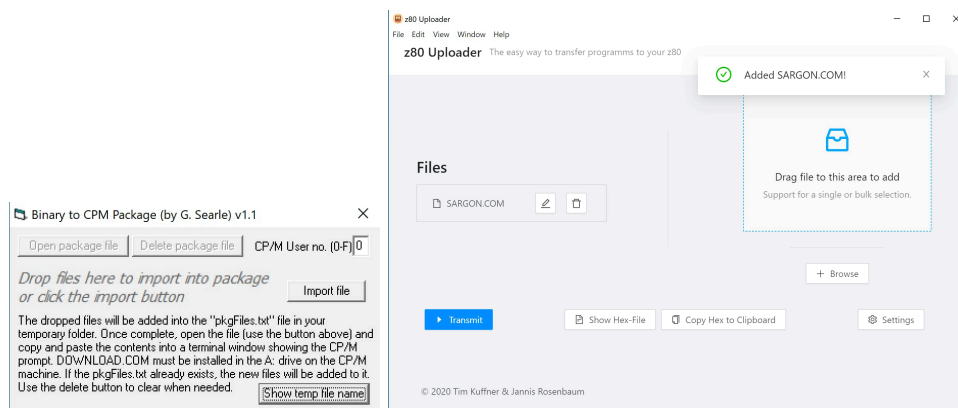 Binary to CPM Package (by G. Searle) v1.1
Open package file Delete package file CP/M User no. (0-F) 0
Drop files here to import into package
or click the import button
Import file
The dropped files will be added into the "pkgFiles.txt" file in your
temporary folder. Once complete, open the file (use the button above) and
copy and paste the contents into a terminal window showing the CP/M
prompt. DOWNLOAD.COM must be installed in the A: drive on the CP/M
machine. If the pkgFiles.txt already exists, the new files will be added to it.
Use the delete button to clear when needed.
Show temp file name
z80 Uploader
File Edit View Window Help
z80 Uploader The easy way to transfer programms to your z80
Added SARGON.COM!
Files
SARGON.COM
Drag file to this area to add
Support for a single or bulk selection.
+ Browse
Transmit Show Hex-File Copy Hex to Clipboard Settings
© 2020 Tim Kuffner & Jannis Rosenbaum